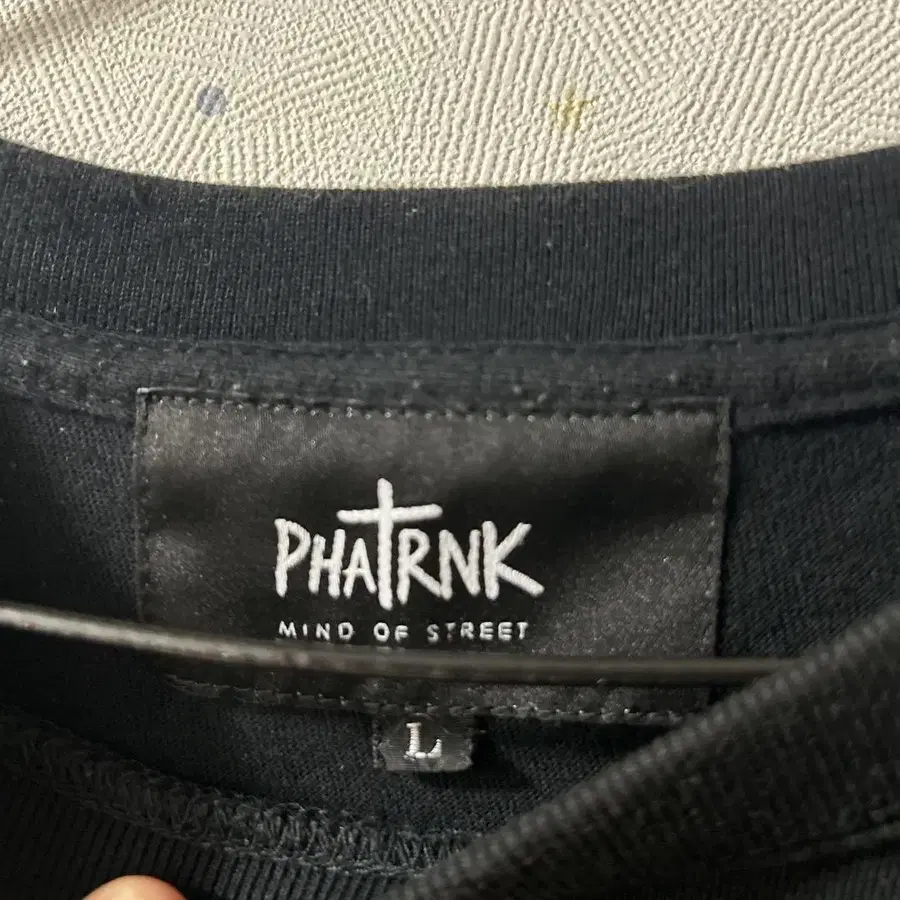 PHATRNK
MIND OF STREET
L